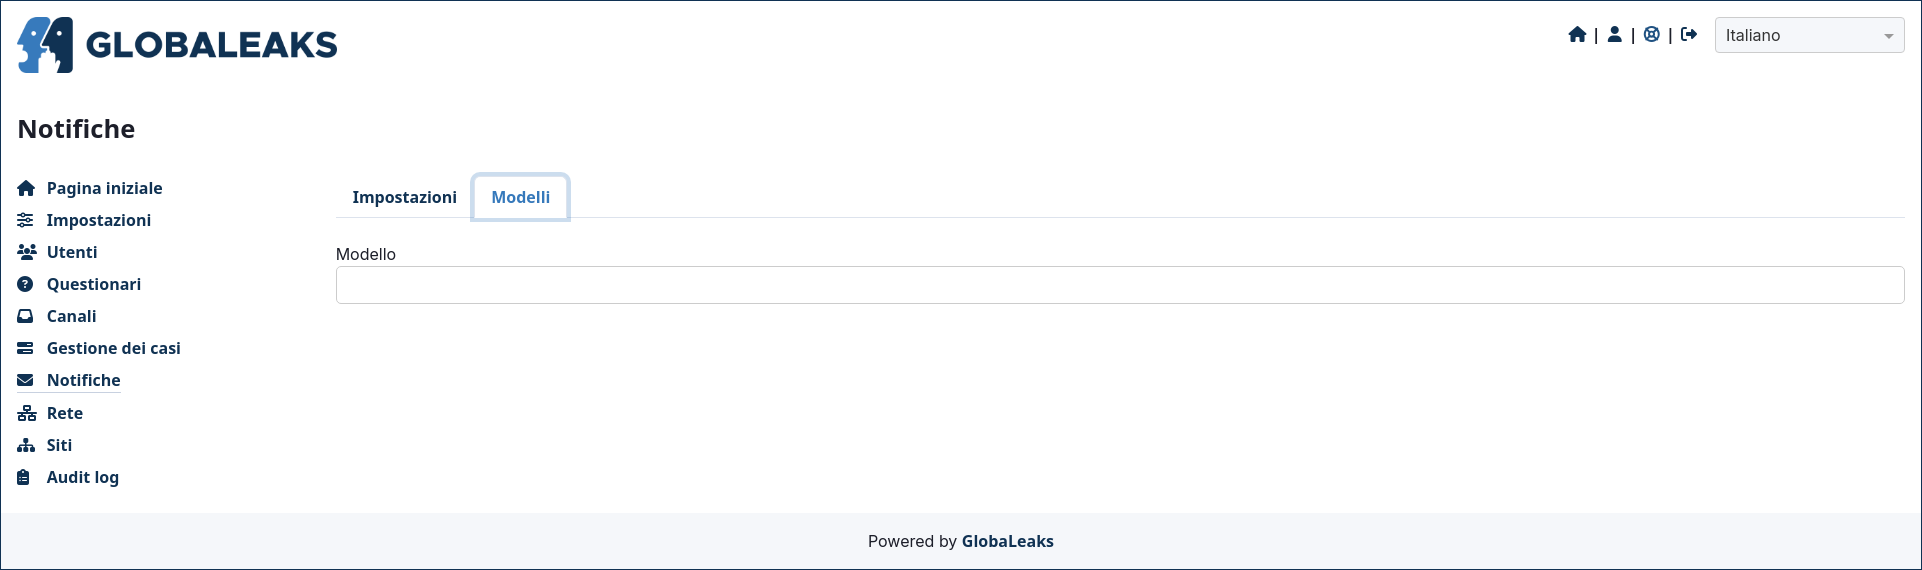 GLOBALEAKS
| | |
Italiano
Notifiche
Pagina iniziale
Impostazioni
Utenti
Questionari
Canali
Gestione dei casi
Notifiche
Rete
Siti
Audit log
Impostazioni Modelli
Modello
Powered by GlobaLeaks